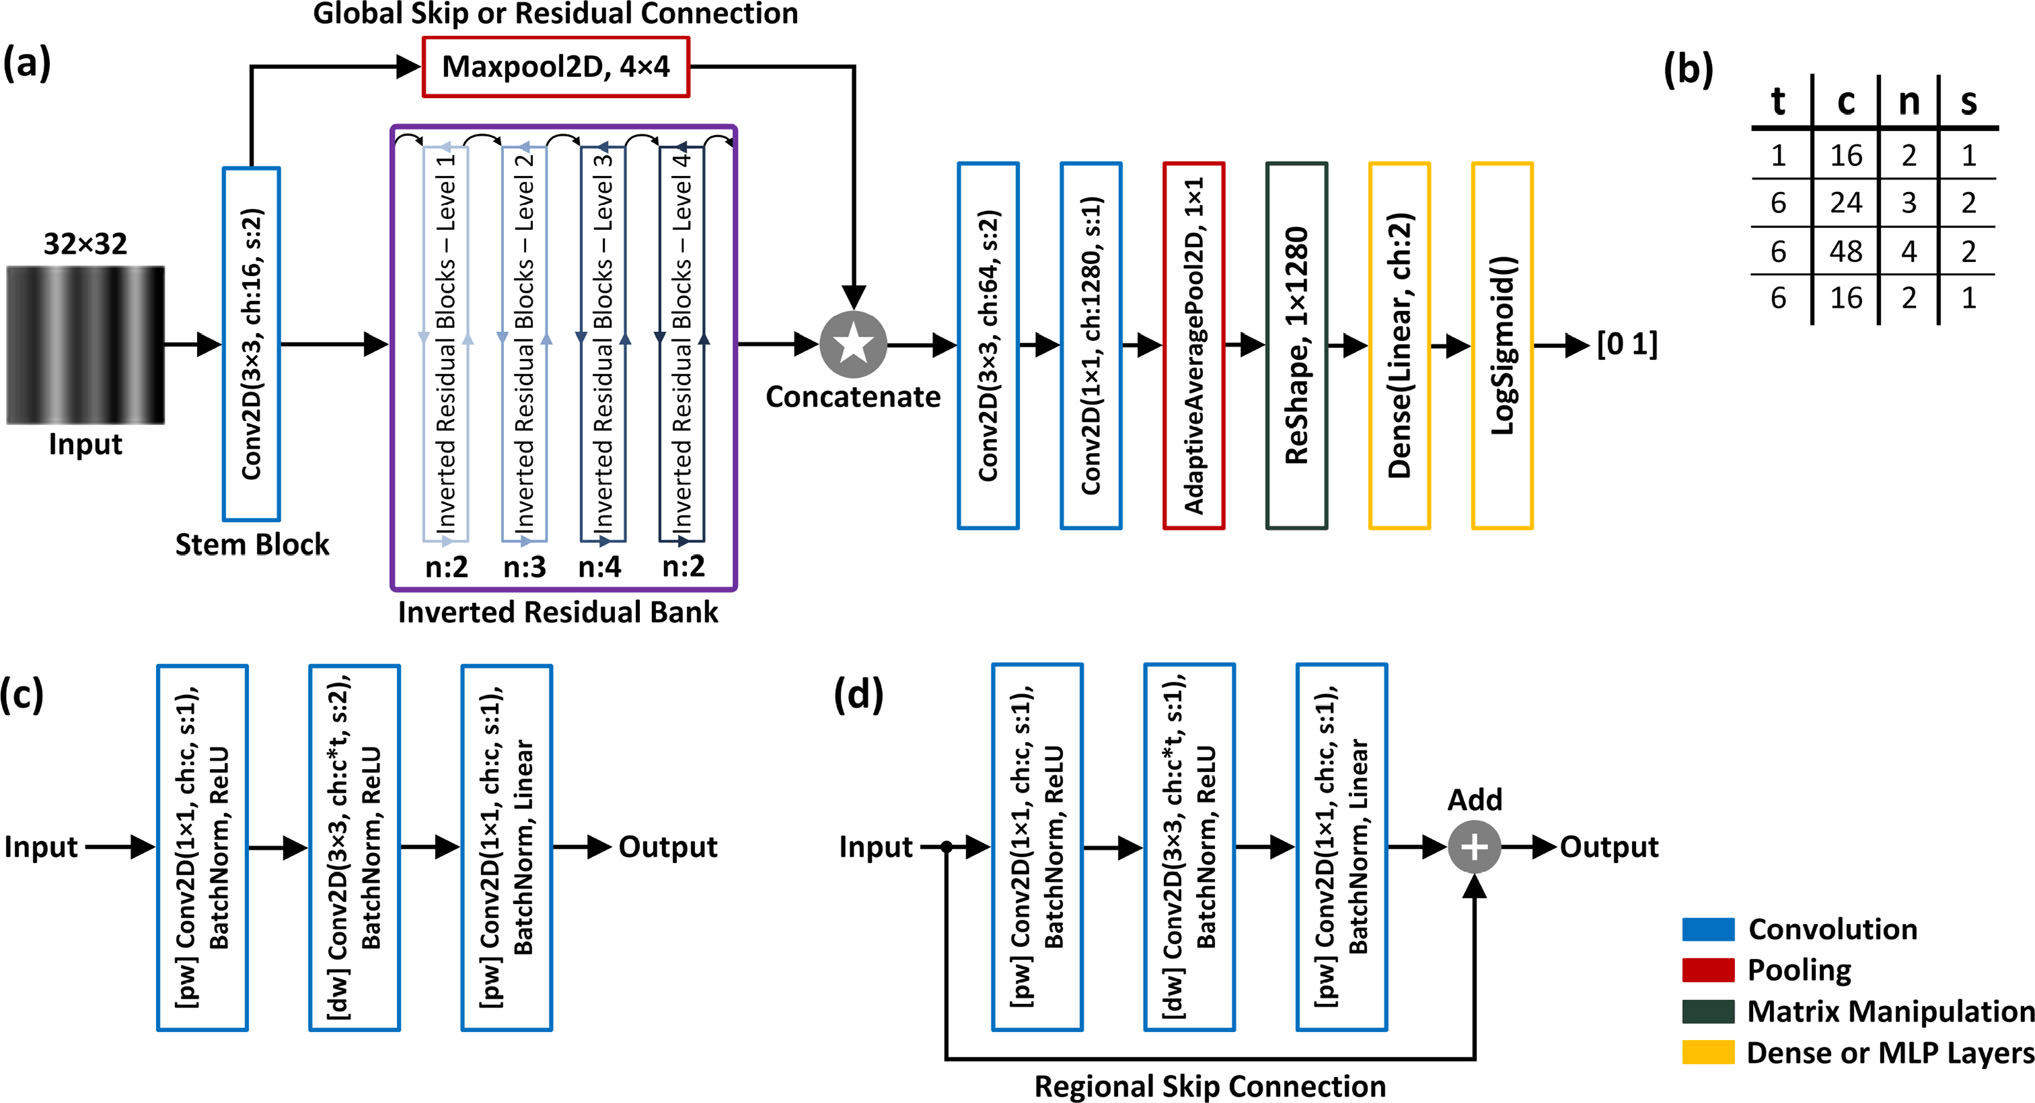 Global Skip or Residual Connection
(a)
Maxpool2D, 4×4
32×32
Input
Conv2D(3×3, ch:16, s:2)
Stem Block
Inverted Residual Blocks – Level 1
Inverted Residual Blocks – Level 2
Inverted Residual Blocks – Level 3
Inverted Residual Blocks – Level 4
n:2 n:3 n:4 n:2
Inverted Residual Bank
Concatenate
Conv2D(3×3, ch:64, s:2)
Conv2D(1×1, ch:1280, s:1)
AdaptiveAveragePool2D, 1×1
ReShape, 1×1280
Dense(Linear, ch:2)
LogSigmoid()
[0 1]
(b)
t c n s
1 16 2 1
6 24 3 2
6 48 4 2
6 16 2 1
(c)
Input
[pw] Conv2D(1×1, ch:c, s:1),
BatchNorm, ReLU
[dw] Conv2D(3×3, ch:c*t, s:2),
BatchNorm, ReLU
[pw] Conv2D(1×1, ch:c, s:1),
BatchNorm, Linear
Output
(d)
Input
[pw] Conv2D(1×1, ch:c, s:1),
BatchNorm, ReLU
[dw] Conv2D(3×3, ch:c*t, s:1),
BatchNorm, ReLU
[pw] Conv2D(1×1, ch:c, s:1),
BatchNorm, Linear
Add
Output
Regional Skip Connection
Convolution
Pooling
Matrix Manipulation
Dense or MLP Layers